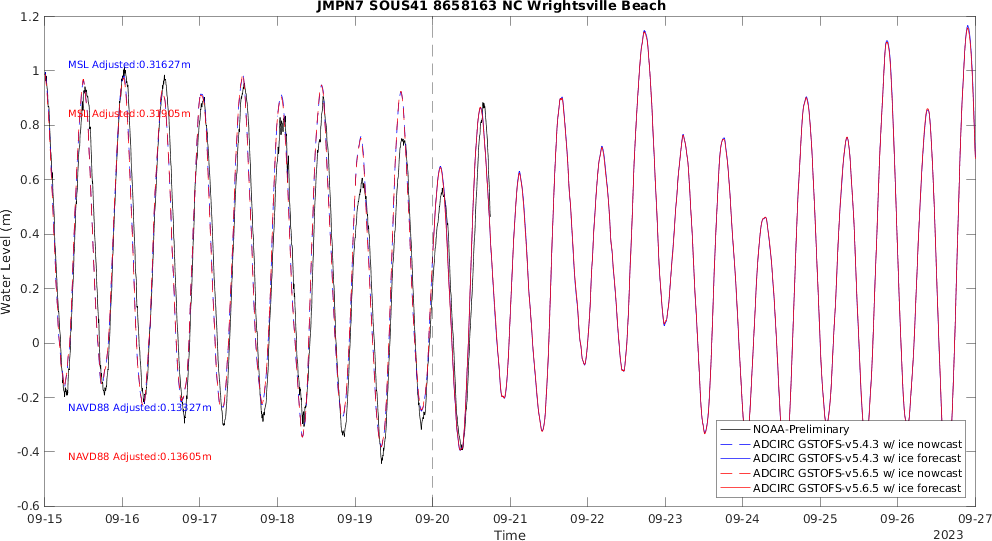 JMPN7 SOUS41 8658163 NC Wrightsville Beach
1.2
1
0.8
0.6
0.4
0.2
0
-0.2
-0.4
-0.6
Water Level (m)
MSL Adjusted:0.31627m
MSL Adjusted:0.31905m
NAVD88 Adjusted:0.13327m
NAVD88 Adjusted:0.13605m
NOAA-Preliminary
ADCIRC GSTOFS-v5.4.3 w/ ice nowcast
ADCIRC GSTOFS-v5.4.3 w/ ice forecast
ADCIRC GSTOFS-v5.6.5 w/ ice nowcast
ADCIRC GSTOFS-v5.6.5 w/ ice forecast
09-15 09-16 09-17 09-18 09-19 09-20 09-21 09-22 09-23 09-24 09-25 09-26 09-27
Time
2023